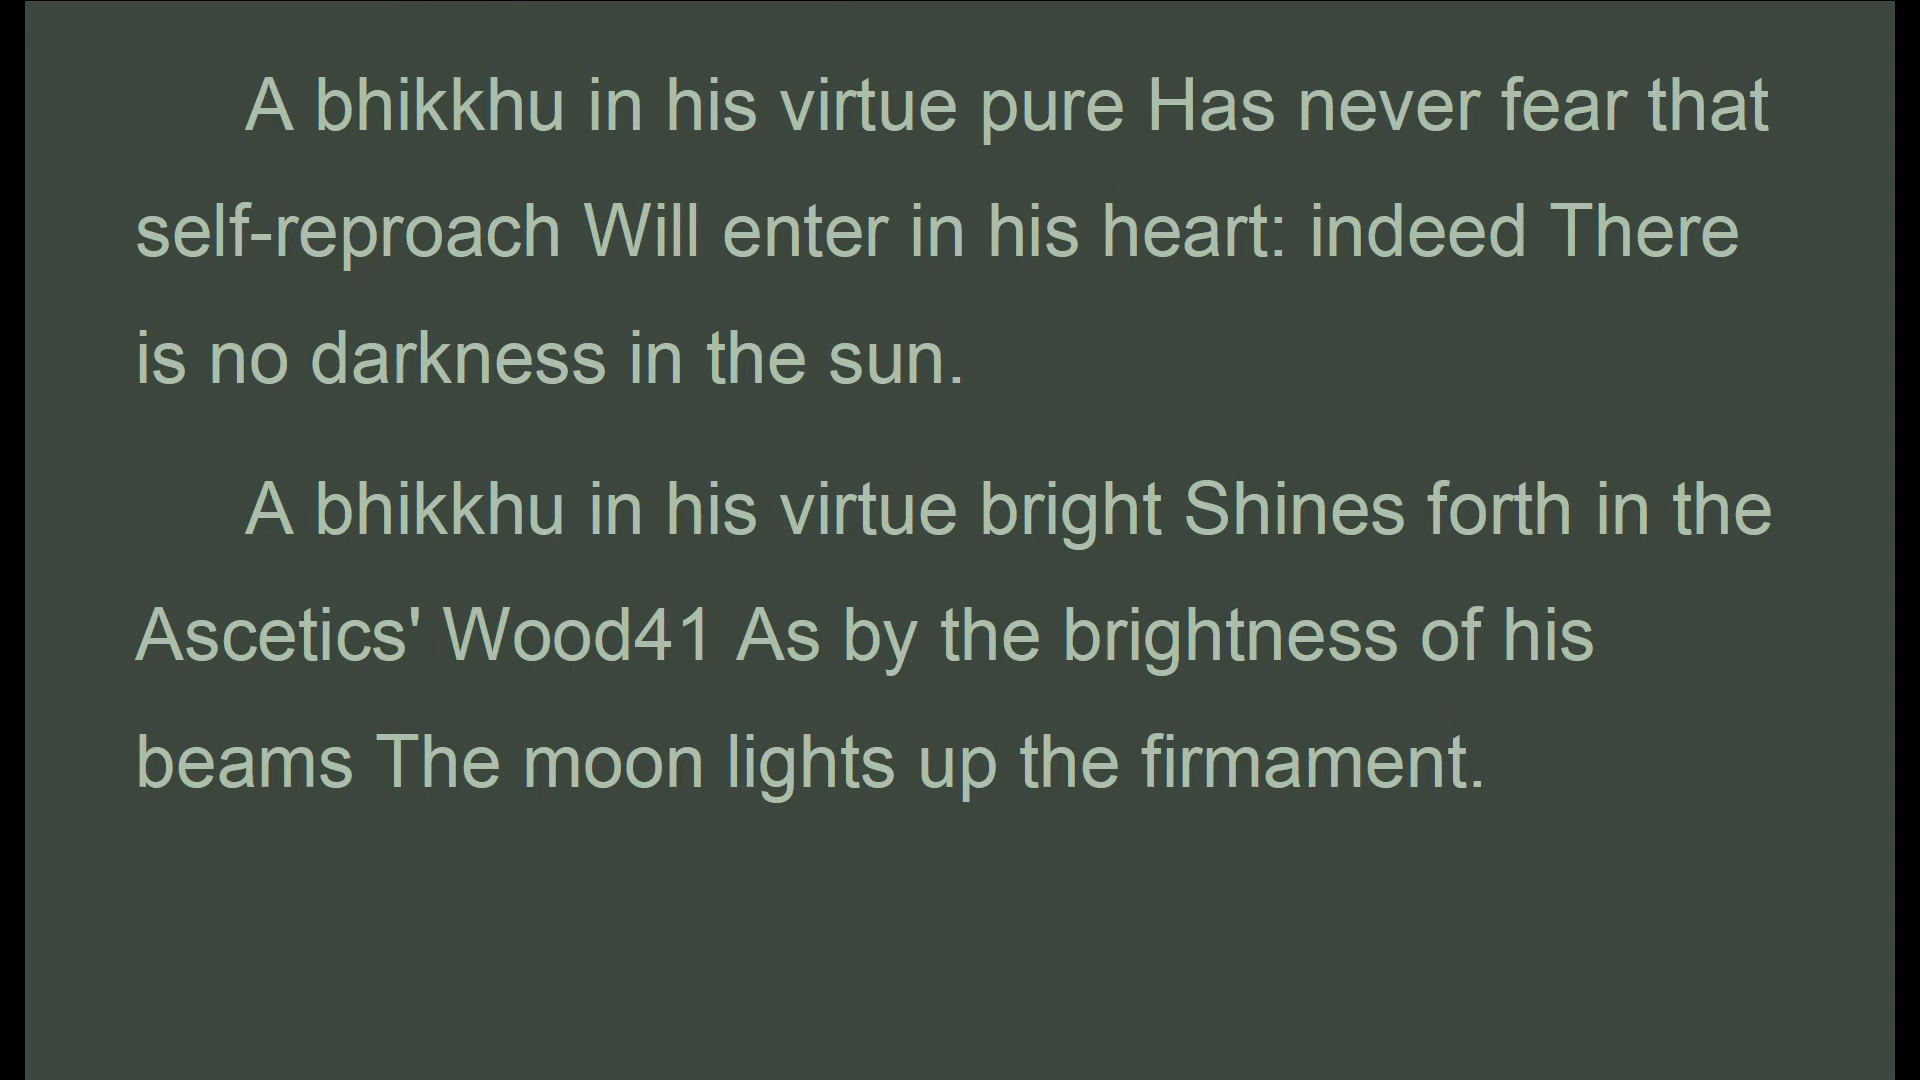 A bhikkhu in his virtue pure Has never fear that
self-reproach Will enter in his heart: indeed There
is no darkness in the sun.
A bhikkhu in his virtue bright Shines forth in the
Ascetics' Wood41 As by the brightness of his
beams The moon lights up the firmament.